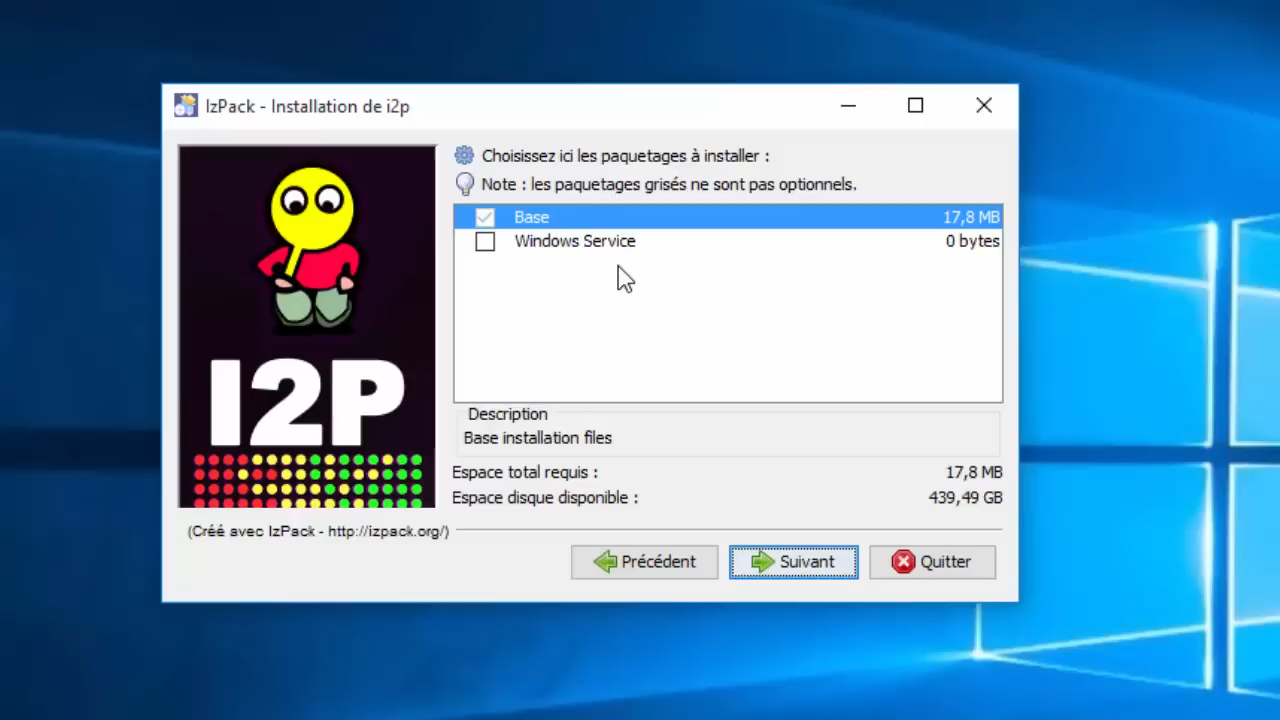 IzPack - Installation de i2p
Choisissez ici les paquetages à installer :
Note : les paquetages grisés ne sont pas optionnels.
Base 17,8 MB
Windows Service 0 bytes
I2P
Description
Base installation files
Espace total requis : 17,8 MB
Espace disque disponible : 439,49 GB
(Créé avec IzPack - http://izpack.org/)
Précédent Suivant Quitter